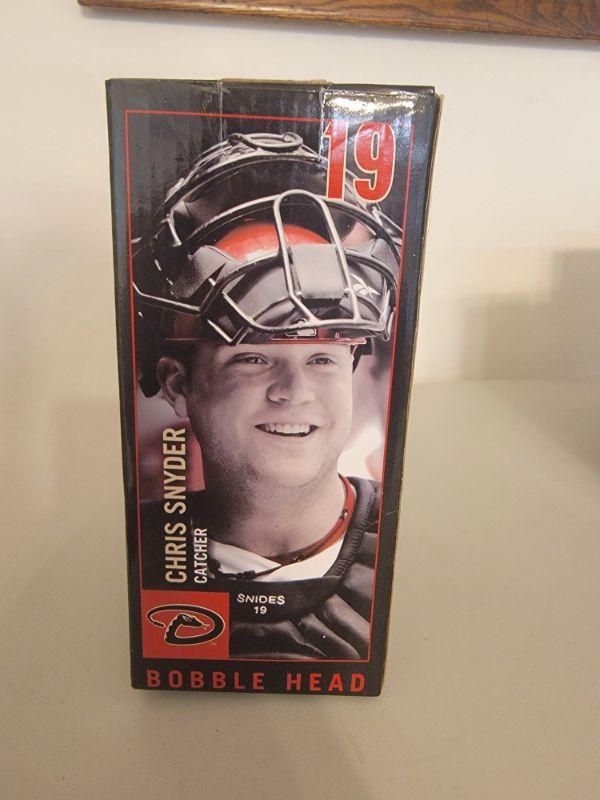 19
CHRIS SNYDER
CATCHER
SNIDES
19
BOBBLE HEAD